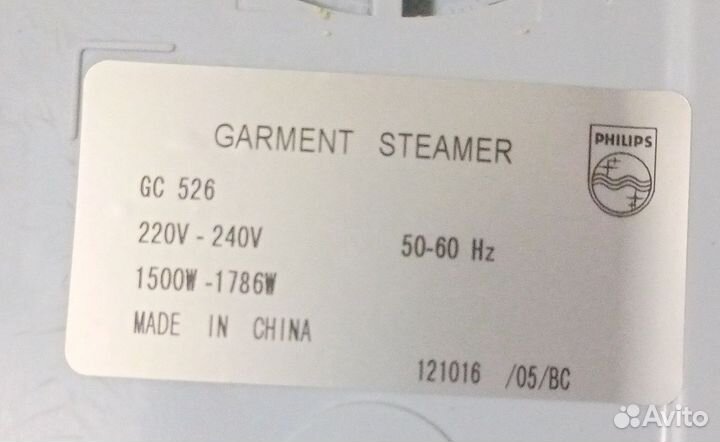 GARMENT STEAMER
PHILIPS
GC 526
220V - 240V 50-60 Hz
1500W -1786W
MADE IN CHINA
121016 /05/BC
Avito